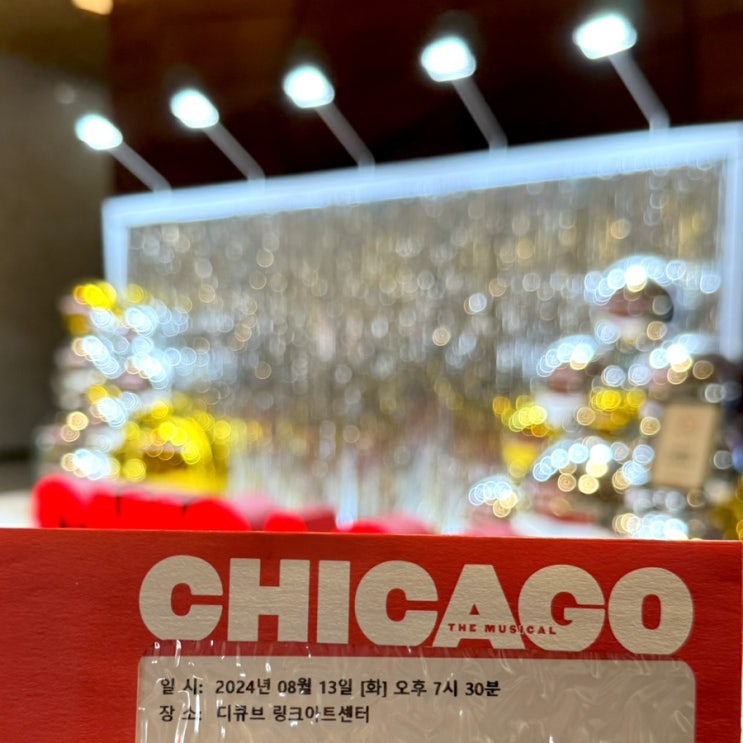 CHICAGO
THE MUSICAL
일 시: 2024년 08월 13일 [화] 오후 7시 30분
장 소: 디큐브 링크아트센터